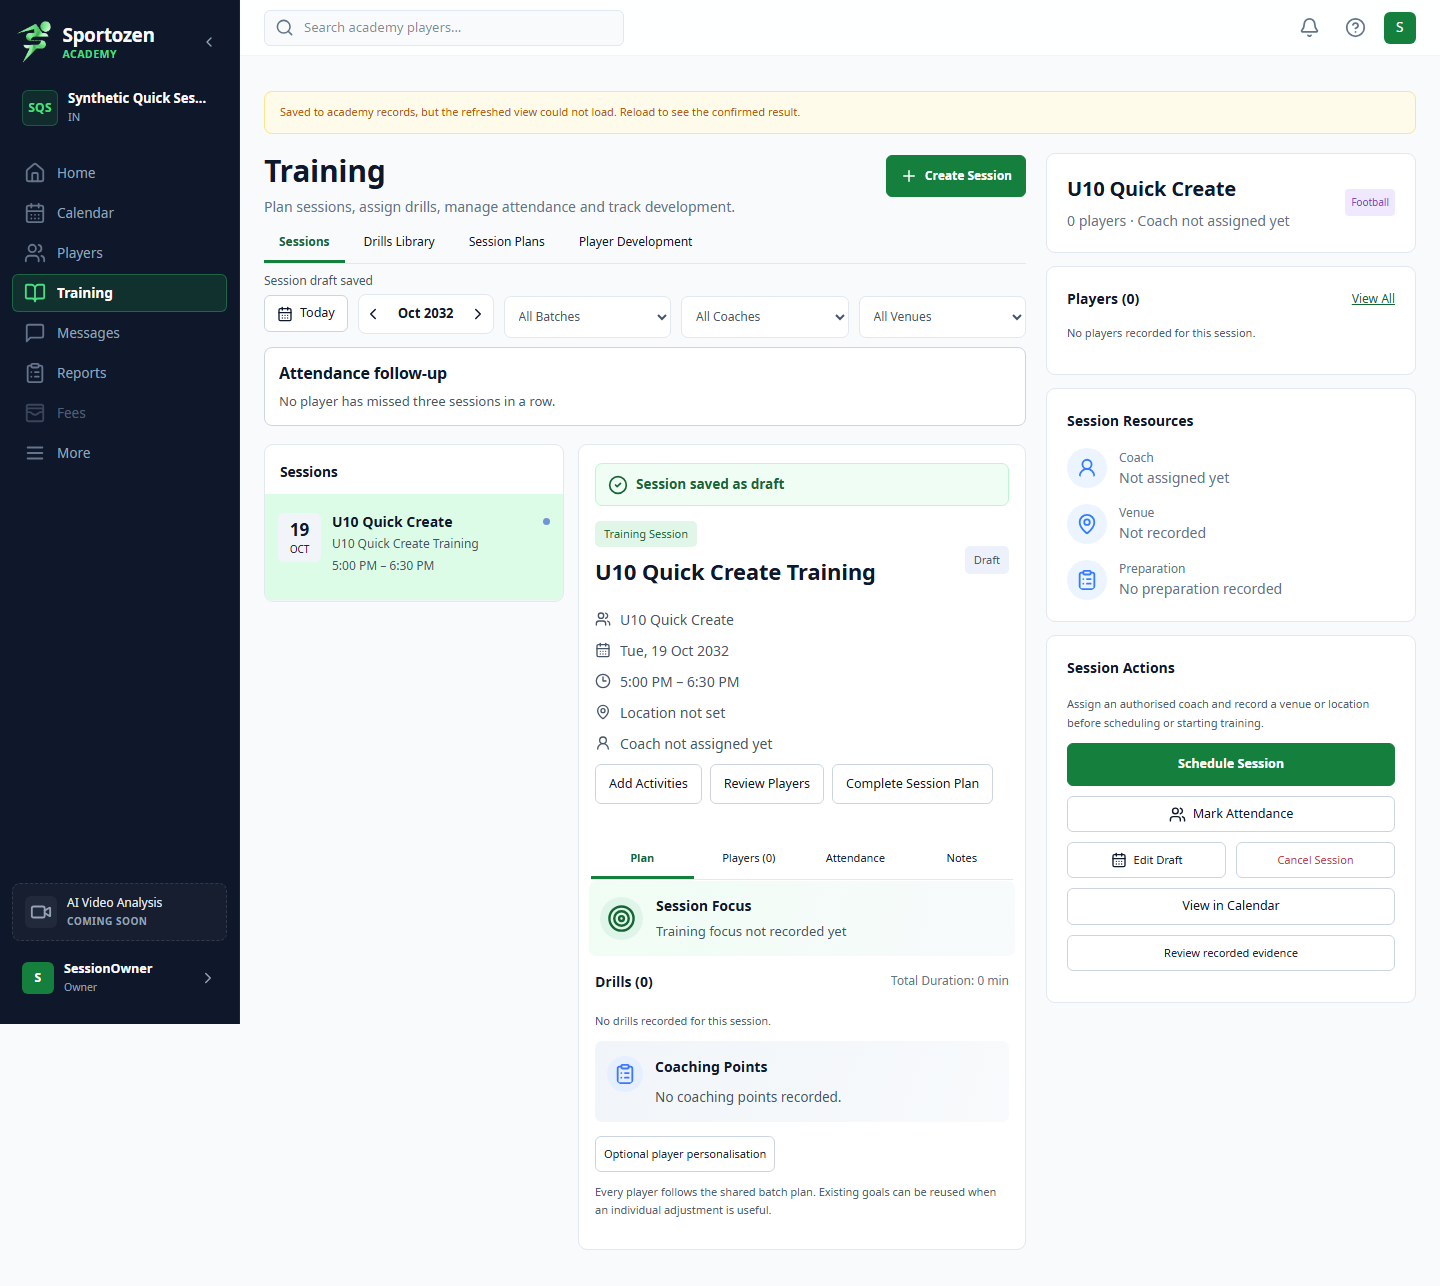 Sportozen
ACADEMY
SQS
Synthetic Quick Ses...
IN
Home
Calendar
Players
Training
Messages
Reports
Fees
More
AI Video Analysis
COMING SOON
S
SessionOwner
Owner
Search academy players...
S
Saved to academy records, but the refreshed view could not load. Reload to see the confirmed result.
Training
Plan sessions, assign drills, manage attendance and track development.
Create Session
Sessions
Drills Library
Session Plans
Player Development
Session draft saved
Today
Oct 2032
All Batches
All Coaches
All Venues
Attendance follow-up
No player has missed three sessions in a row.
Sessions
19
OCT
U10 Quick Create
U10 Quick Create Training
5:00 PM – 6:30 PM
Session saved as draft
Training Session
U10 Quick Create Training
Draft
U10 Quick Create
Tue, 19 Oct 2032
5:00 PM – 6:30 PM
Location not set
Coach not assigned yet
Add Activities
Review Players
Complete Session Plan
Plan
Players (0)
Attendance
Notes
Session Focus
Training focus not recorded yet
Drills (0)
Total Duration: 0 min
No drills recorded for this session.
Coaching Points
No coaching points recorded.
Optional player personalisation
Every player follows the shared batch plan. Existing goals can be reused when
an individual adjustment is useful.
U10 Quick Create
0 players · Coach not assigned yet
Football
Players (0)
View All
No players recorded for this session.
Session Resources
Coach
Not assigned yet
Venue
Not recorded
Preparation
No preparation recorded
Session Actions
Assign an authorised coach and record a venue or location
before scheduling or starting training.
Schedule Session
Mark Attendance
Edit Draft
Cancel Session
View in Calendar
Review recorded evidence